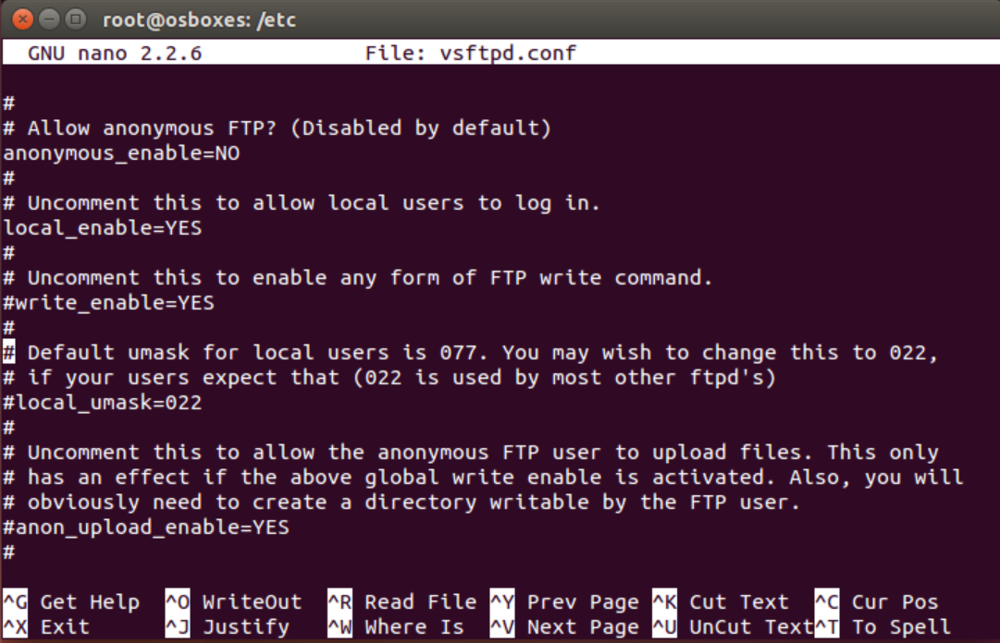 root@osboxes: /etc
GNU nano 2.2.6 File: vsftpd.conf
#
# Allow anonymous FTP? (Disabled by default)
anonymous_enable=NO
#
# Uncomment this to allow local users to log in.
local_enable=YES
#
# Uncomment this to enable any form of FTP write command.
#write_enable=YES
#
# Default umask for local users is 077. You may wish to change this to 022,
# if your users expect that (022 is used by most other ftpd's)
#local_umask=022
#
# Uncomment this to allow the anonymous FTP user to upload files. This only
# has an effect if the above global write enable is activated. Also, you will
# obviously need to create a directory writable by the FTP user.
#anon_upload_enable=YES
#
^G Get Help ^O WriteOut ^R Read File ^Y Prev Page ^K Cut Text ^C Cur Pos
^X Exit ^J Justify ^W Where Is ^V Next Page ^U UnCut Text^T To Spell